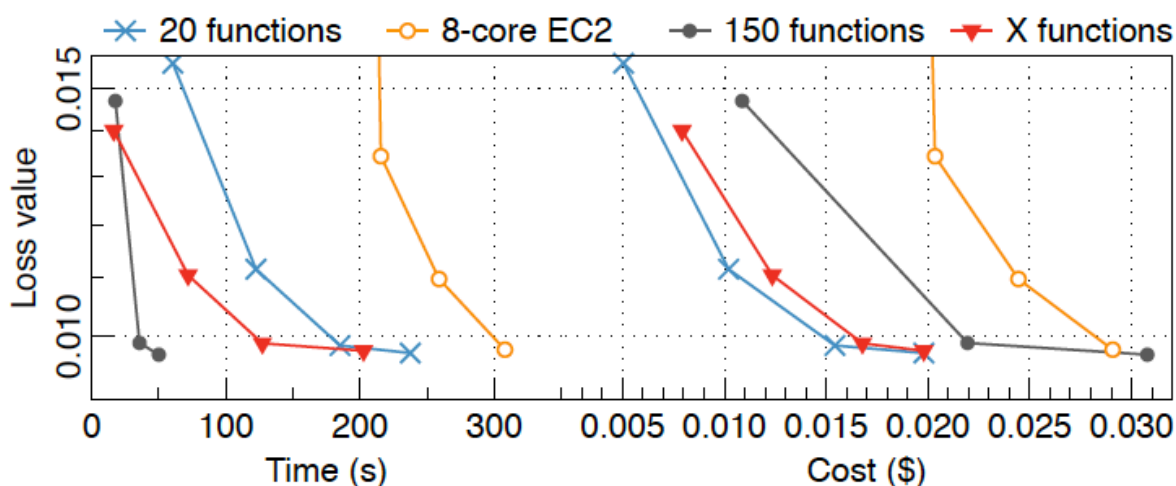 20 functions 8-core EC2 150 functions X functions
Loss value
0.015
0.010
0 100 200 300 0.005 0.010 0.015 0.020 0.025 0.030
Time (s) Cost ($)